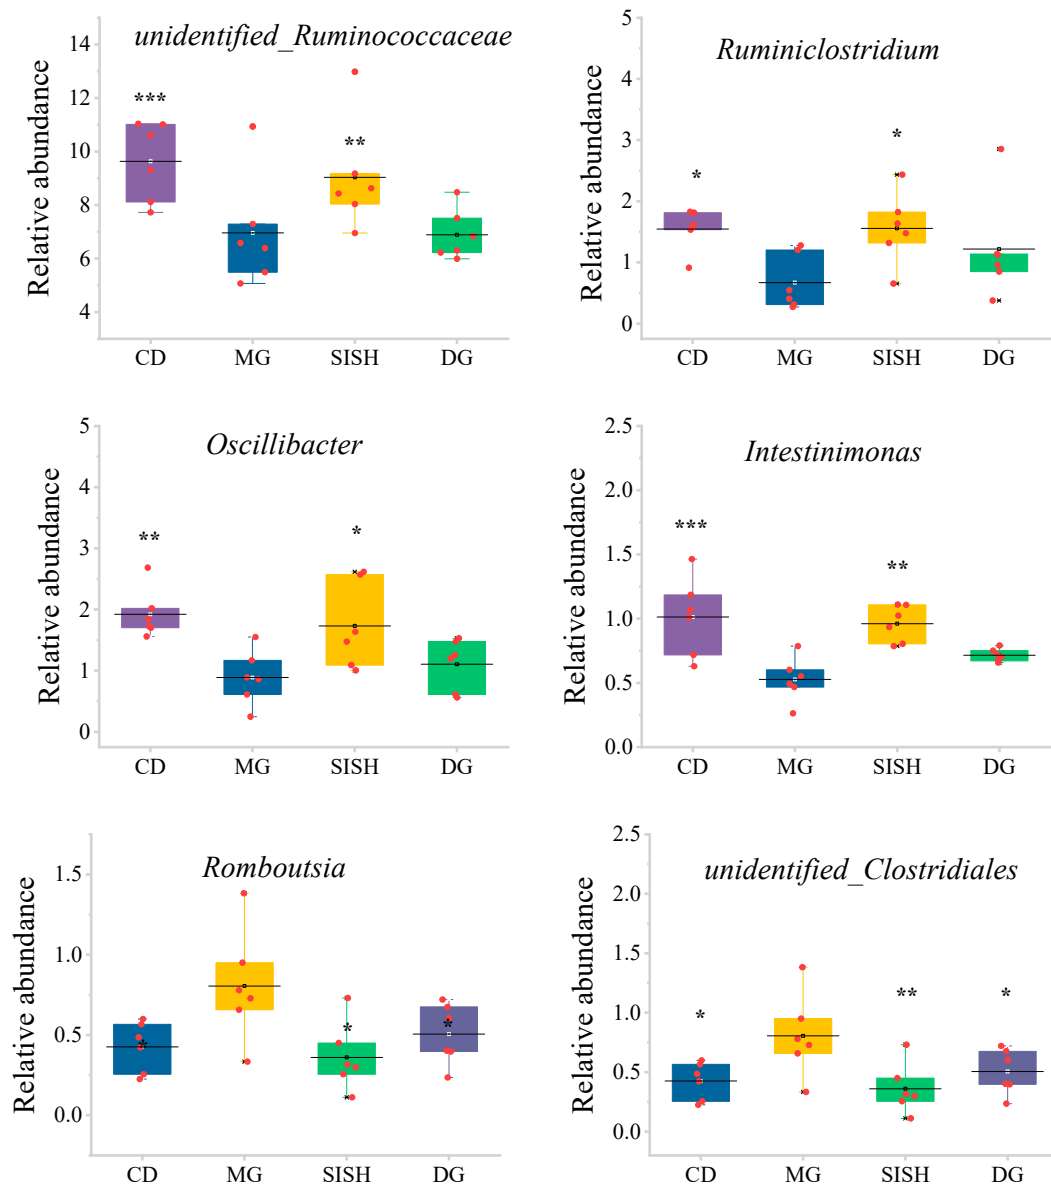 unidentified_Ruminococcaceae
Relative abundance
14
12
10
8
6
4
***
**
CD MG SISH DG
Ruminiclostridium
Relative abundance
5
4
3
2
1
0
*
*
CD MG SISH DG
Oscillibacter
Relative abundance
5
4
3
2
1
0
**
*
CD MG SISH DG
Intestinimonas
Relative abundance
2.5
2.0
1.5
1.0
0.5
0.0
***
**
CD MG SISH DG
Romboutsia
Relative abundance
1.5
1.0
0.5
0.0
*
*
*
CD MG SISH DG
unidentified_Clostridiales
Relative abundance
2.5
2.0
1.5
1.0
0.5
0.0
*
**
*
CD MG SISH DG